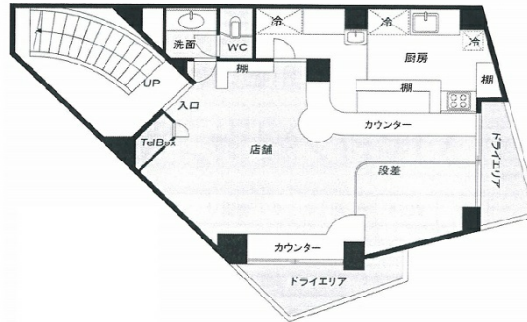 洗面
WC
冷
冷
冷
厨房
棚
棚
棚
UP
入口
TelBox
カウンター
店舗
段差
ドライエリア
カウンター
ドライエリア